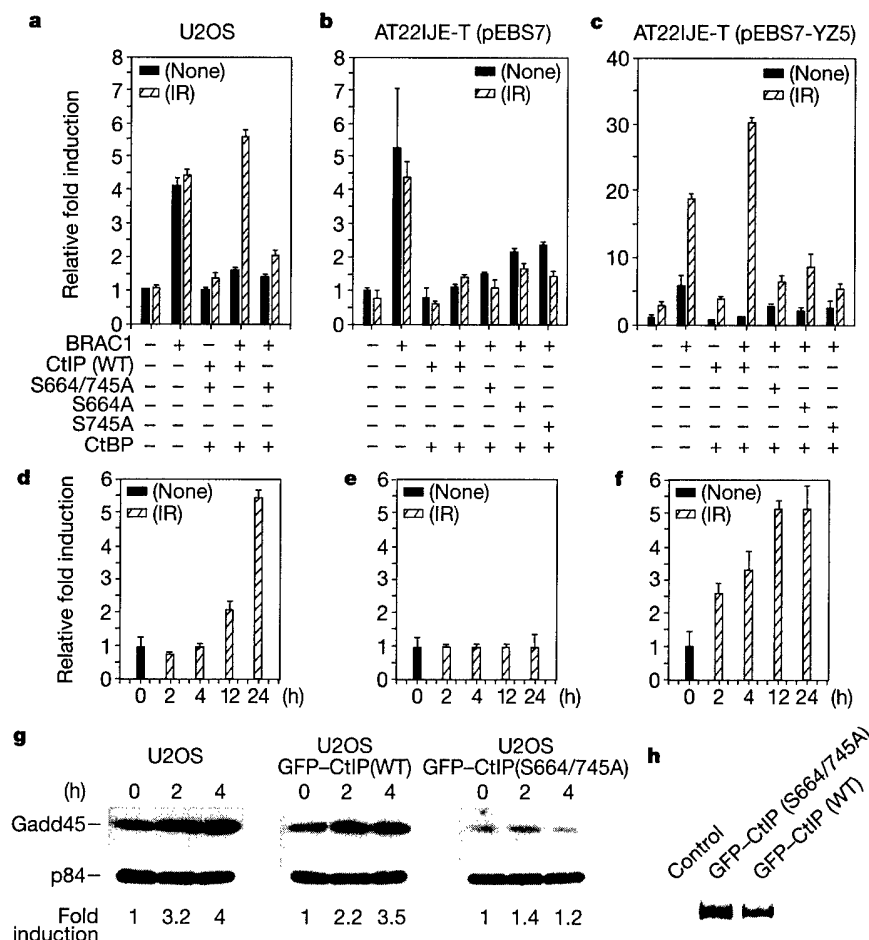 a
U2OS
Relative fold induction
8
7
6
5
4
3
2
1
0
(None)
(IR)
b
AT22IJE-T (pEBS7)
8
7
6
5
4
3
2
1
0
(None)
(IR)
c
AT22IJE-T (pEBS7-YZ5)
40
30
20
10
0
(None)
(IR)
BRAC1 − + − + + − + − + + + + − + − + + + +
CtIP (WT) − − − + − − − + + − − − − − + + − − −
S664/745A − − + − + − − − − + − − − − − − + − −
S664A − − − − − − − − − − + − − − − − − + −
S745A − − − − − − − − − − − + − − − − − − +
CtBP − − + + + − − + + + + + − − + + + + +
d
Relative fold induction
6
5
4
3
2
1
0
(None)
(IR)
0 2 4 12 24 (h)
e
6
5
4
3
2
1
0
(None)
(IR)
0 2 4 12 24 (h)
f
6
5
4
3
2
1
0
(None)
(IR)
0 2 4 12 24 (h)
g
U2OS
U2OS
GFP–CtIP(WT)
U2OS
GFP–CtIP(S664/745A)
(h) 0 2 4 0 2 4 0 2 4
Gadd45–
p84–
Fold
induction
1 3.2 4 1 2.2 3.5 1 1.4 1.2
h
Control
GFP–CtIP (S664/745A)
GFP–CtIP (WT)